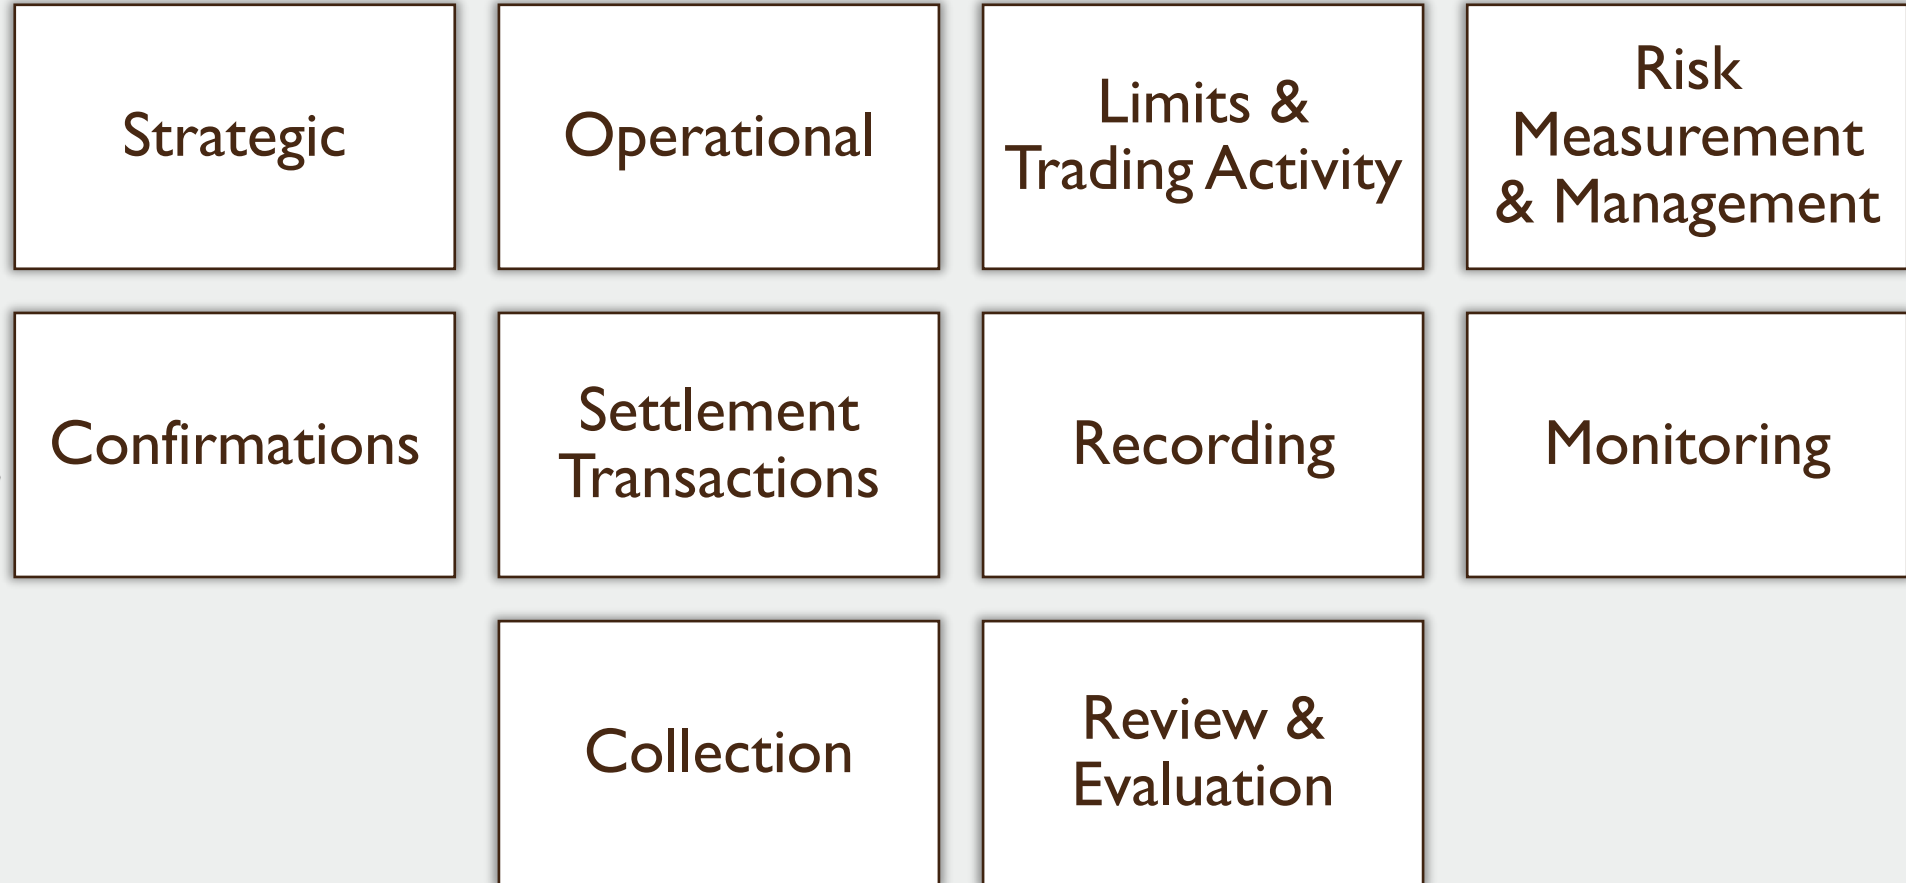 Strategic
Operational
Limits &
Trading Activity
Risk
Measurement
& Management
Confirmations
Settlement
Transactions
Recording
Monitoring
Collection
Review &
Evaluation